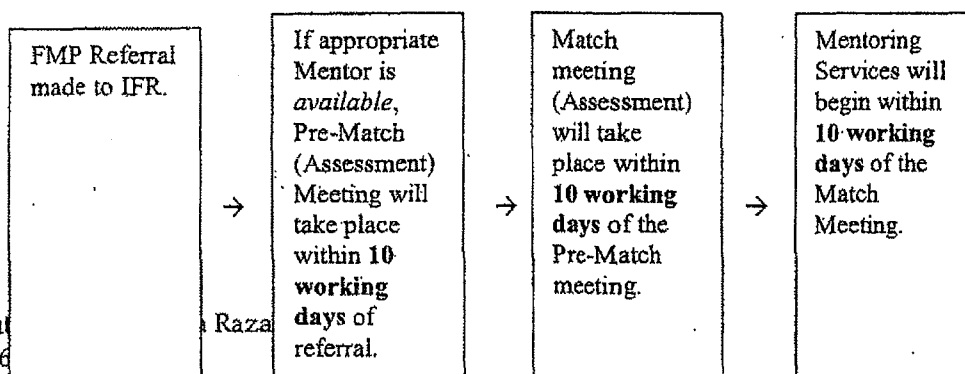 FMP Referral
made to IFR.
→
If appropriate
Mentor is
available,
Pre-Match
(Assessment)
Meeting will
take place
within 10
working
days of
referral.
→
Match
meeting
(Assessment)
will take
place within
10 working
days of the
Pre-Match
meeting.
→
Mentoring
Services will
begin within
10 working
days of the
Match
Meeting.
Raza
6